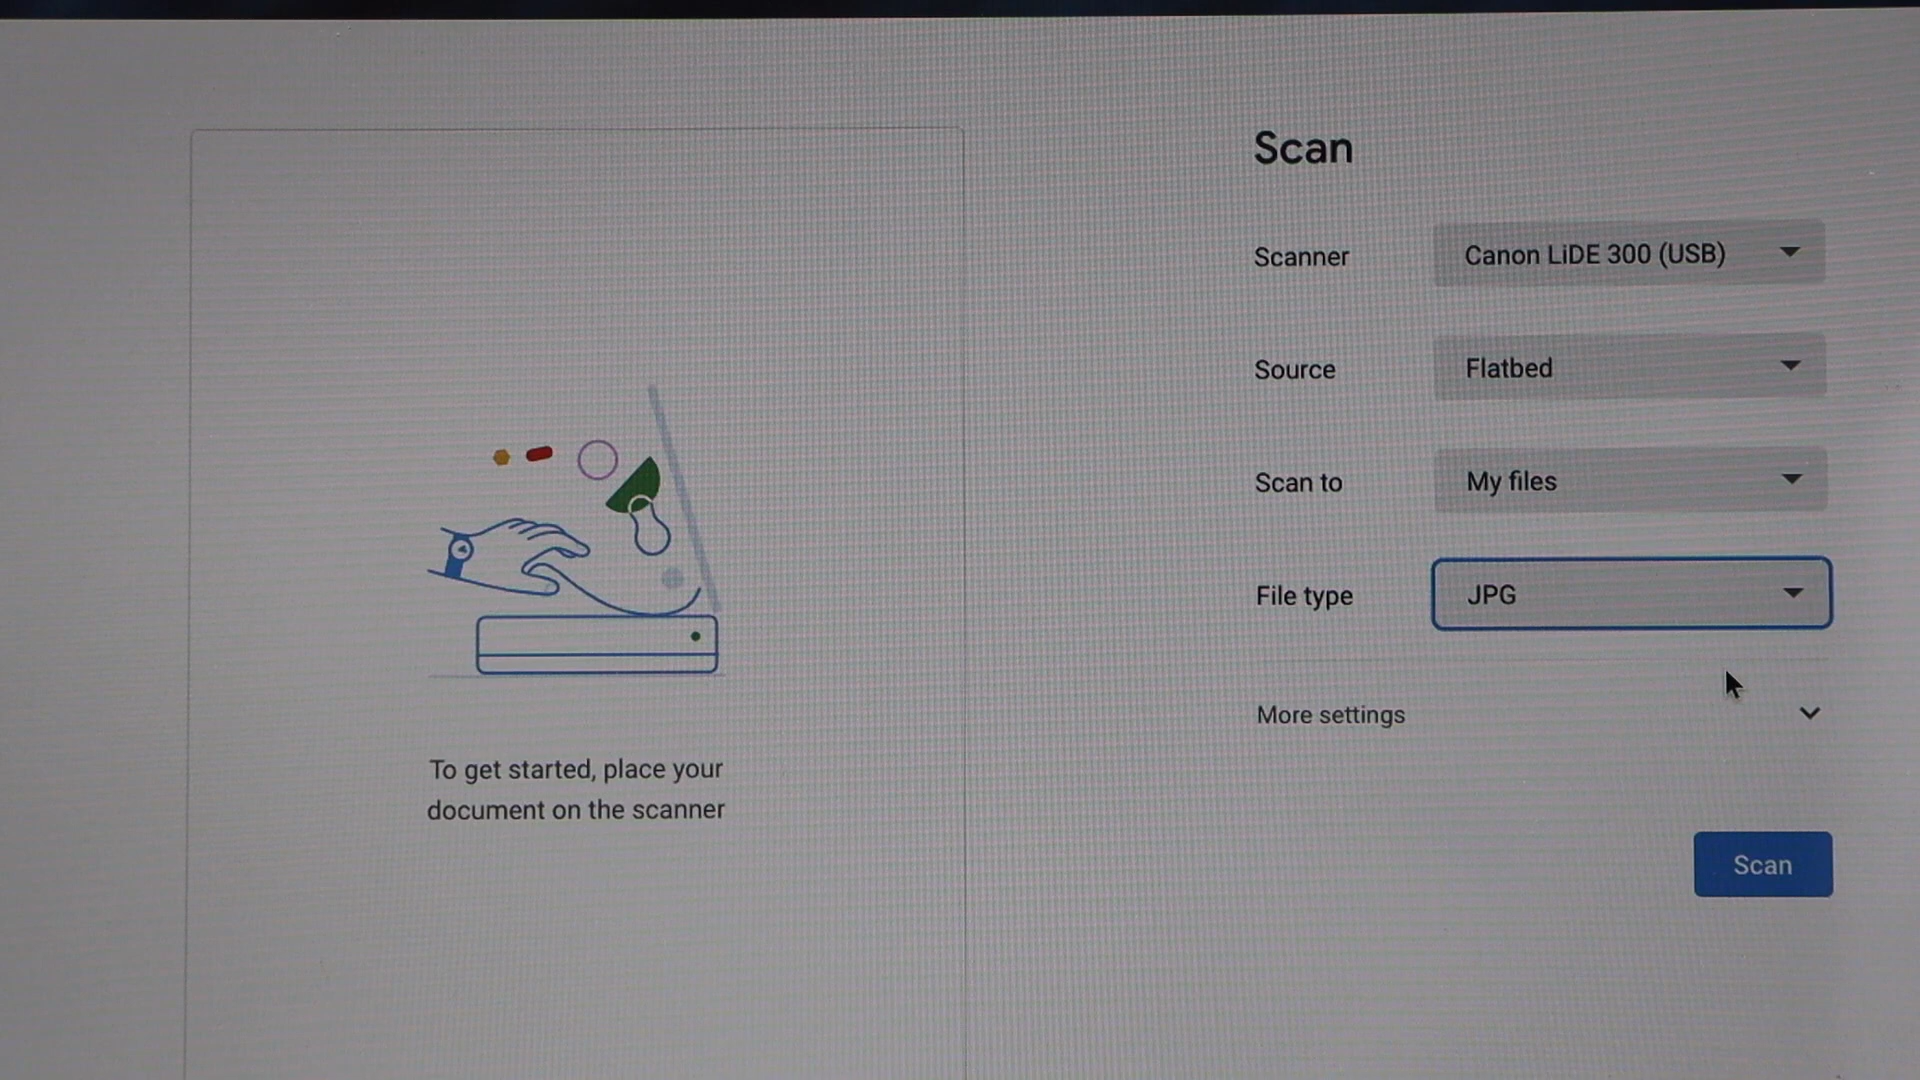 Scan
Scanner
Canon LiDE 300 (USB)
Source
Flatbed
Scan to
My files
File type
JPG
More settings
Scan
To get started, place your
document on the scanner